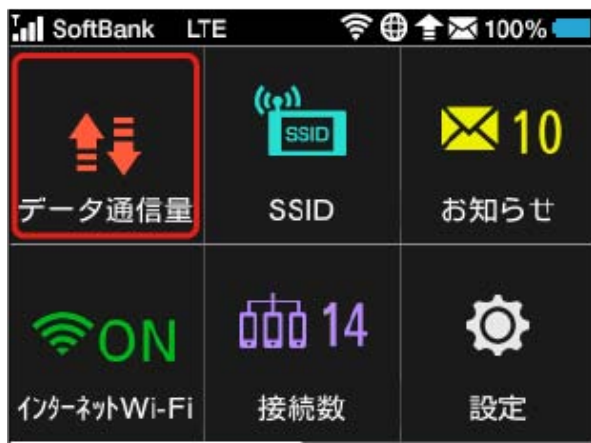 SoftBank LTE 100%
SSID
10
データ通信量 SSID お知らせ
ON 14
インターネットWi-Fi 接続数 設定